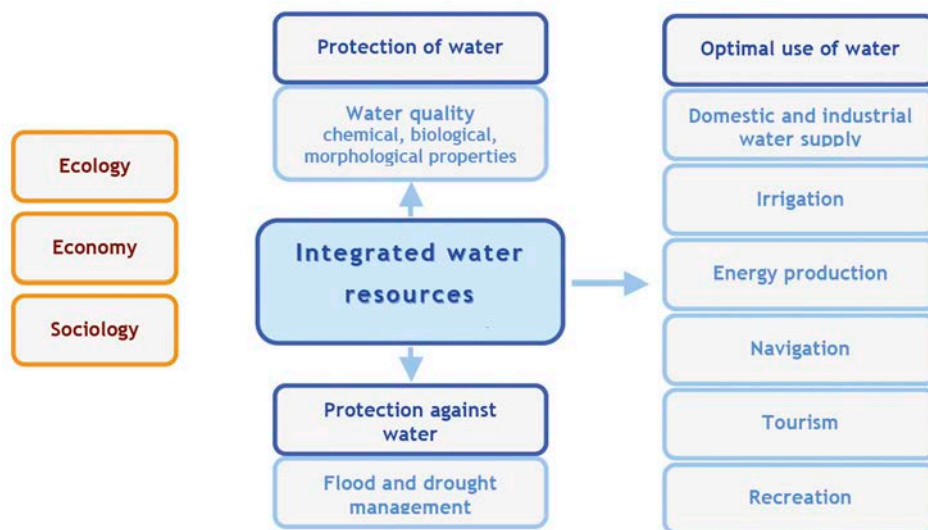 Protection of water
Water quality
chemical, biological,
morphological properties
Ecology
Economy
Sociology
Integrated water
resources
Protection against
water
Flood and drought
management
Optimal use of water
Domestic and industrial
water supply
Irrigation
Energy production
Navigation
Tourism
Recreation